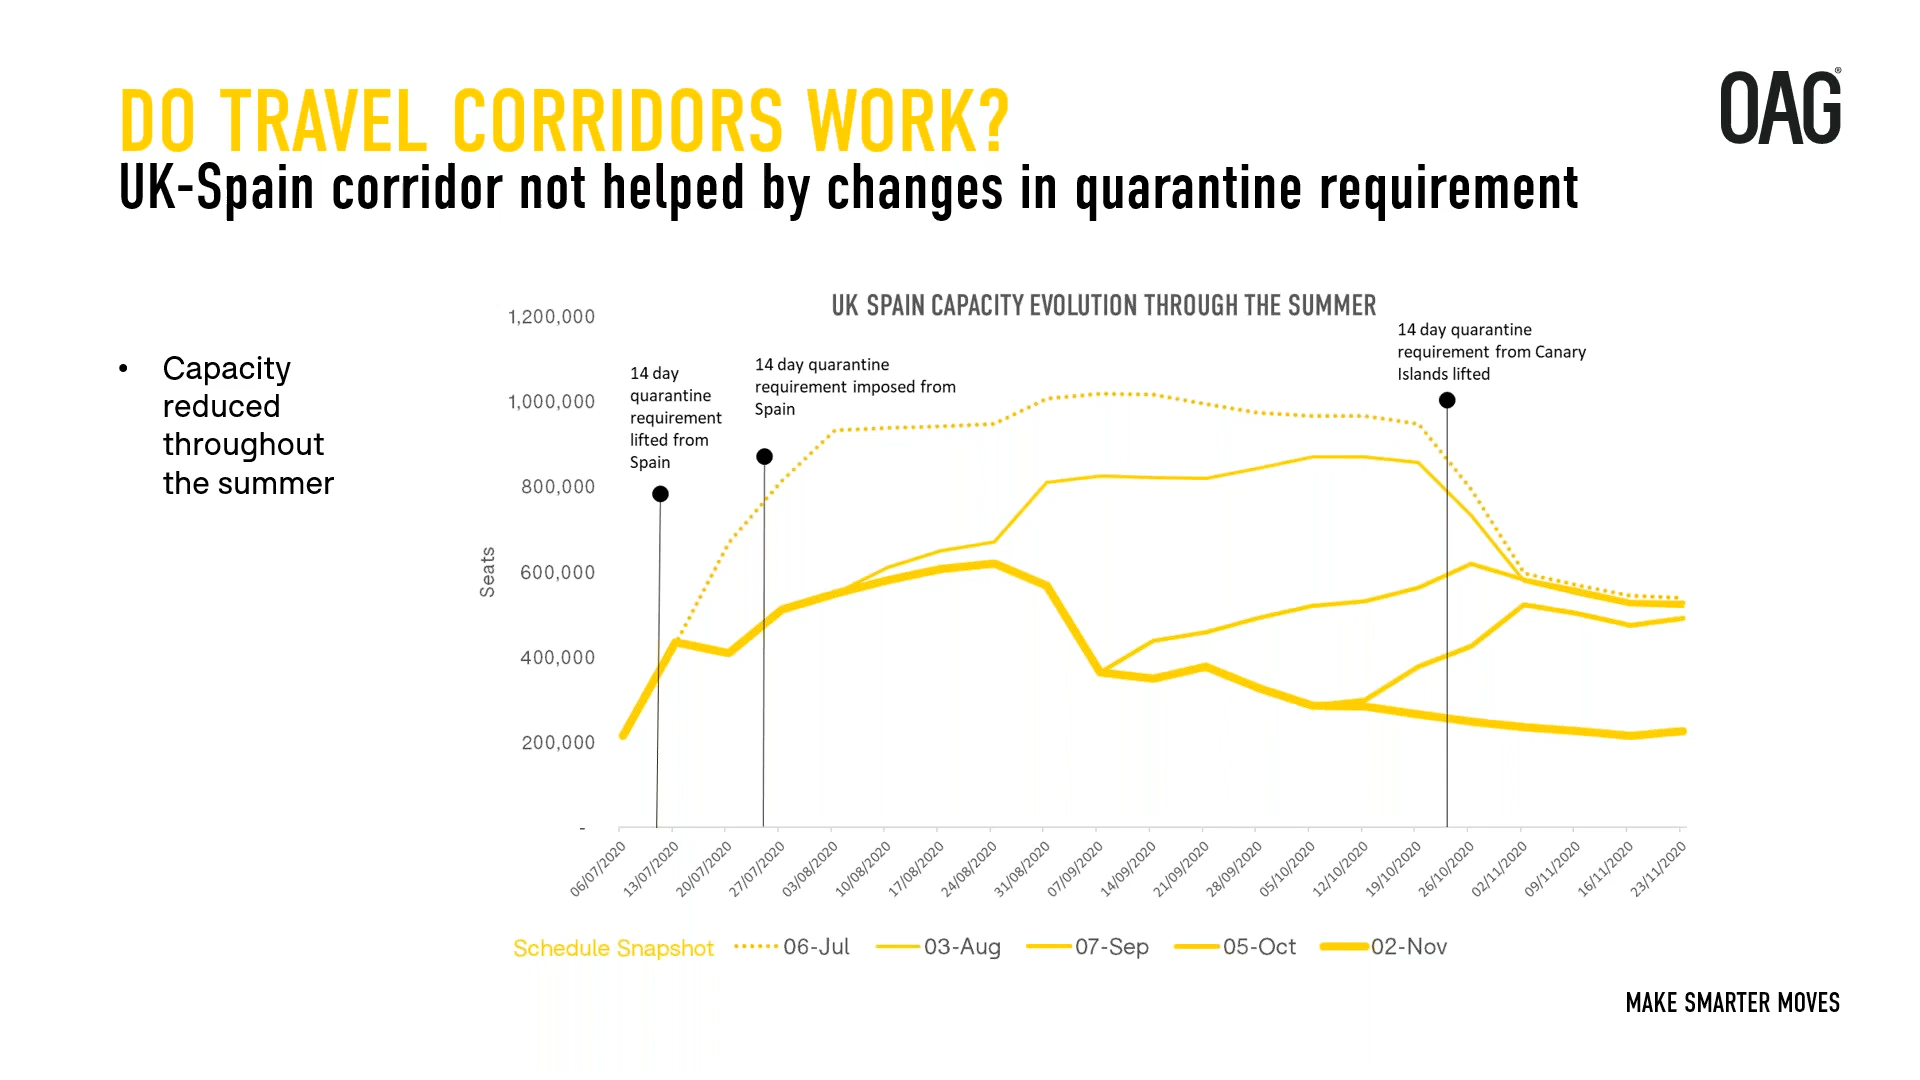 DO TRAVEL CORRIDORS WORK?
OAG®
UK-Spain corridor not helped by changes in quarantine requirement
• Capacity
reduced
throughout
the summer
UK SPAIN CAPACITY EVOLUTION THROUGH THE SUMMER
1,200,000
1,000,000
800,000
600,000
400,000
200,000
-
Seats
14 day
quarantine
requirement
lifted from
Spain
14 day quarantine
requirement imposed from
Spain
14 day quarantine
requirement from Canary
Islands lifted
06/07/2020
13/07/2020
20/07/2020
27/07/2020
03/08/2020
10/08/2020
17/08/2020
24/08/2020
31/08/2020
07/09/2020
14/09/2020
21/09/2020
28/09/2020
05/10/2020
12/10/2020
19/10/2020
26/10/2020
02/11/2020
09/11/2020
16/11/2020
23/11/2020
Schedule Snapshot 06-Jul 03-Aug 07-Sep 05-Oct 02-Nov
MAKE SMARTER MOVES